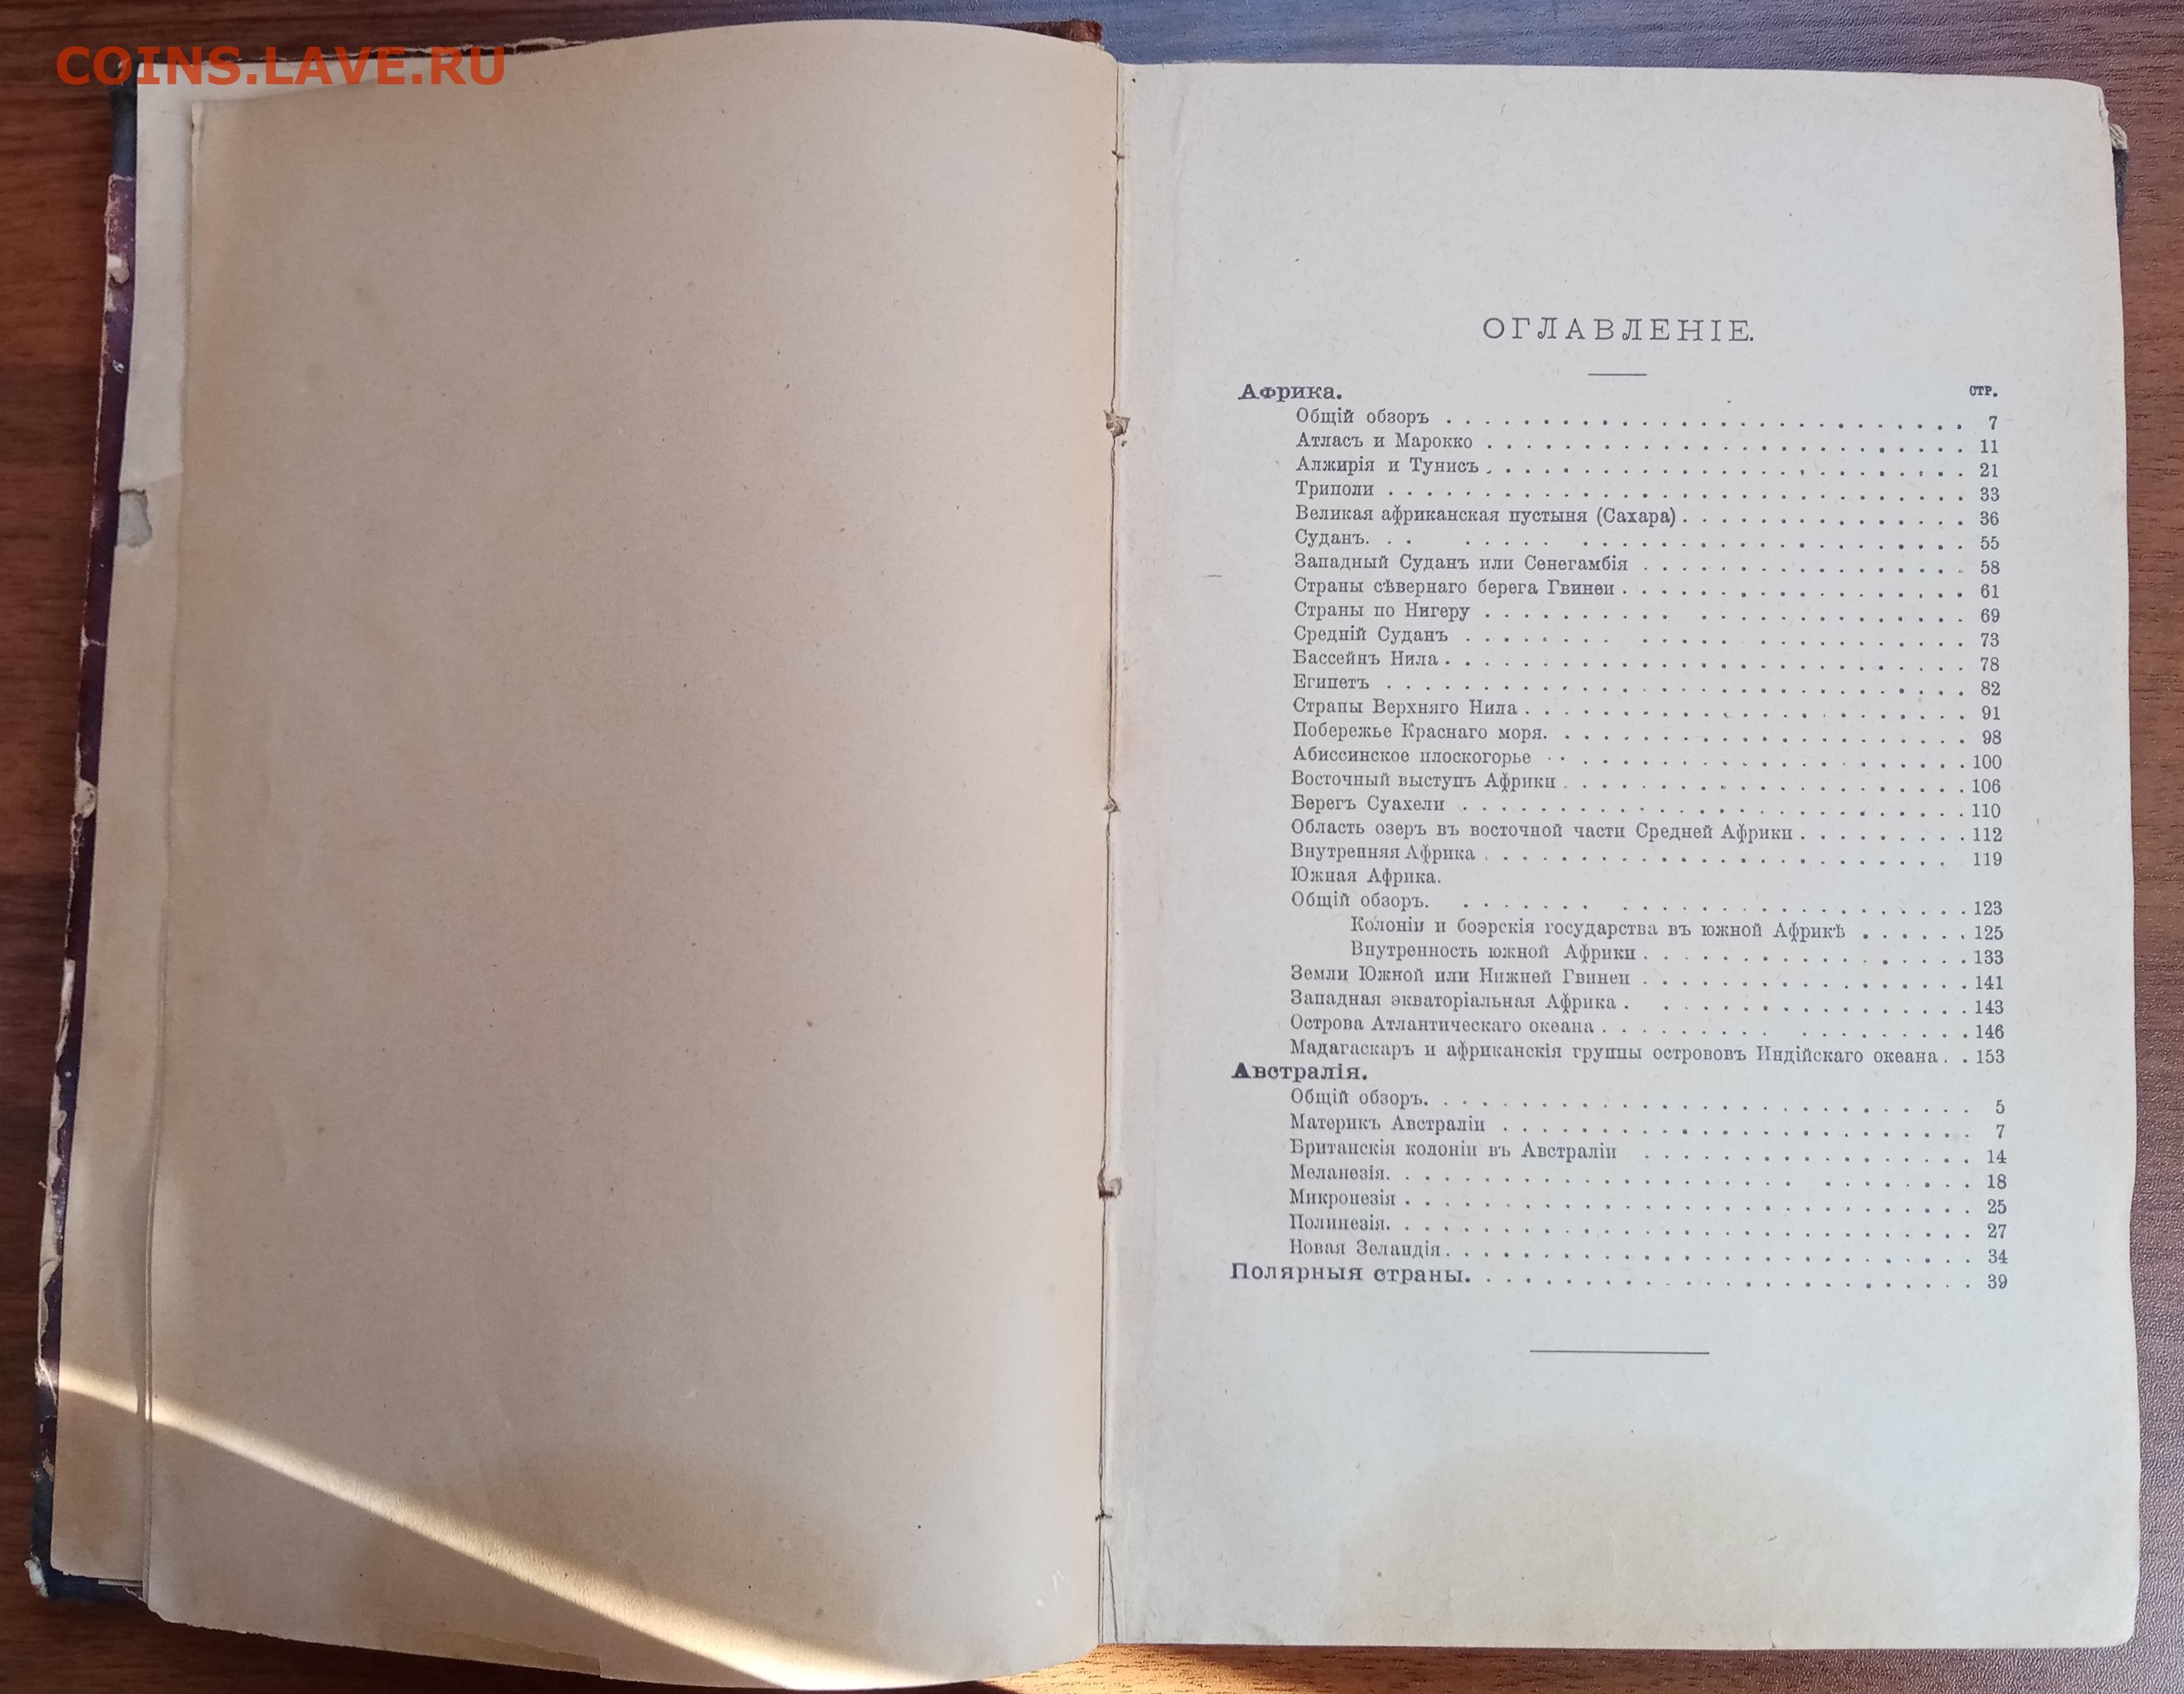 COINS.LAVE.RU
ОГЛАВЛЕНІЕ.
Африка. СТР.
Общій обзоръ . . . . . . . . . . 7
Атласъ и Марокко . . . . . . . . . . 11
Алжирія и Тунисъ . . . . . . . . . . 21
Триполи . . . . . . . . . . 33
Великая африканская пустыня (Сахара) . . . . . . . . . . 36
Суданъ. . . . . . . . . . . 55
Западный Суданъ или Сенегамбія . . . . . . . . . . 58
Страны сѣвернаго берега Гвинеи . . . . . . . . . . 61
Страны по Нигеру . . . . . . . . . . 69
Средній Суданъ . . . . . . . . . . 73
Бассейнъ Нила . . . . . . . . . . 78
Египетъ . . . . . . . . . . 82
Страны Верхняго Нила . . . . . . . . . . 91
Побережье Краснаго моря. . . . . . . . . . . 98
Абиссинское плоскогорье . . . . . . . . . . 100
Восточный выступъ Африки . . . . . . . . . . 106
Берегъ Суахели . . . . . . . . . . 110
Область озеръ въ восточной части Средней Африки . . . . . . . . . 112
Внутренняя Африка . . . . . . . . . . 119
Южная Африка.
Общій обзоръ. . . . . . . . . . . 123
Колоніи и боэрскія государства въ южной Африкѣ . . . . . . 125
Внутренность южной Африки . . . . . . . . . . 133
Земли Южной или Нижней Гвинеи . . . . . . . . . . 141
Западная экваторіальная Африка . . . . . . . . . . 143
Острова Атлантическаго океана . . . . . . . . . . 146
Мадагаскаръ и африканскія группы острововъ Индійскаго океана . . 153
Австралія.
Общій обзоръ. . . . . . . . . . . 5
Материкъ Австраліи . . . . . . . . . . 7
Британскія колоніи въ Австраліи . . . . . . . . . . 14
Меланезія. . . . . . . . . . . 18
Микронезія . . . . . . . . . . 25
Полинезія. . . . . . . . . . . 27
Новая Зеландія . . . . . . . . . . 34
Полярныя страны. . . . . . . . . . . 39